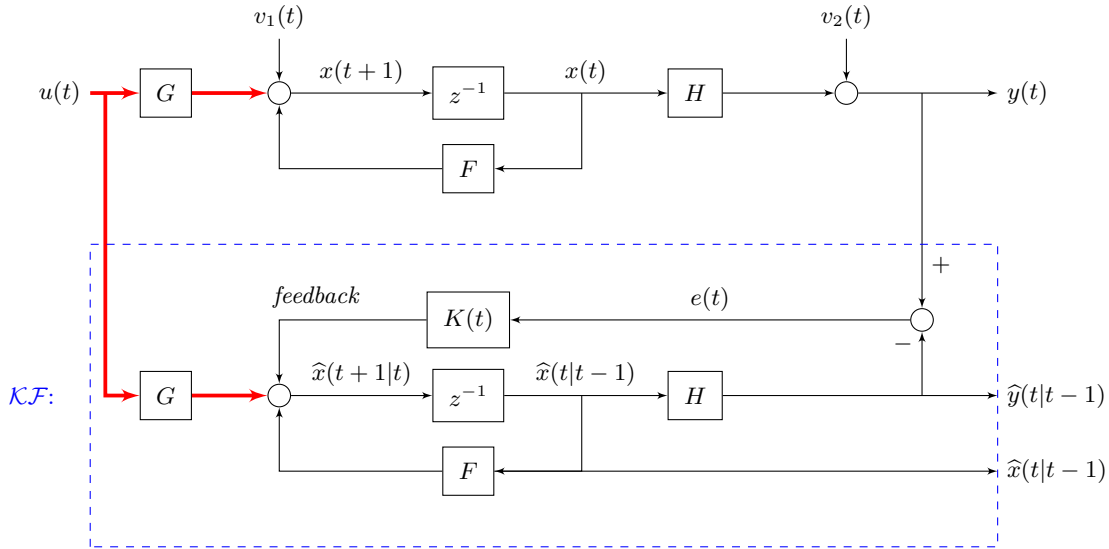 v₁(t) v₂(t)
u(t) G x(t + 1) z⁻¹ x(t) H y(t)
F
+
feedback K(t) e(t)
−
𝒦ℱ: G x̂(t + 1|t) z⁻¹ x̂(t|t − 1) H ŷ(t|t − 1)
F x̂(t|t − 1)